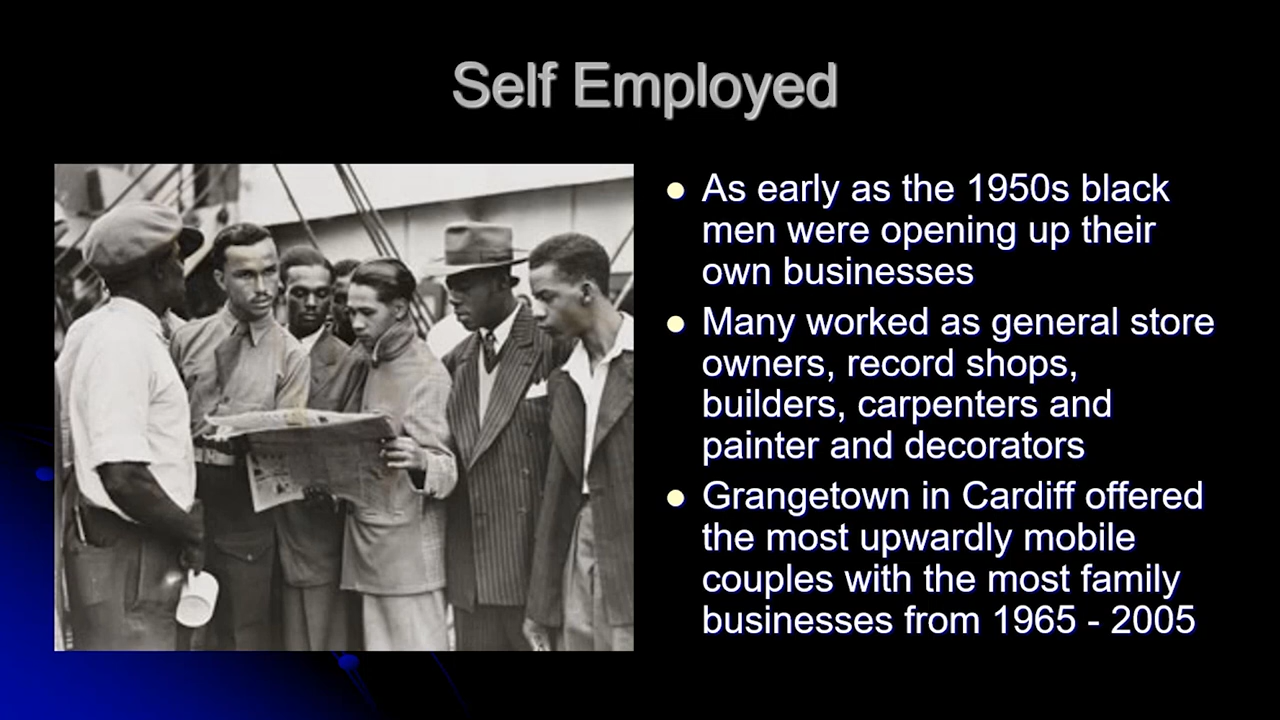 Self Employed
As early as the 1950s black
men were opening up their
own businesses
Many worked as general store
owners, record shops,
builders, carpenters and
painter and decorators
Grangetown in Cardiff offered
the most upwardly mobile
couples with the most family
businesses from 1965 - 2005